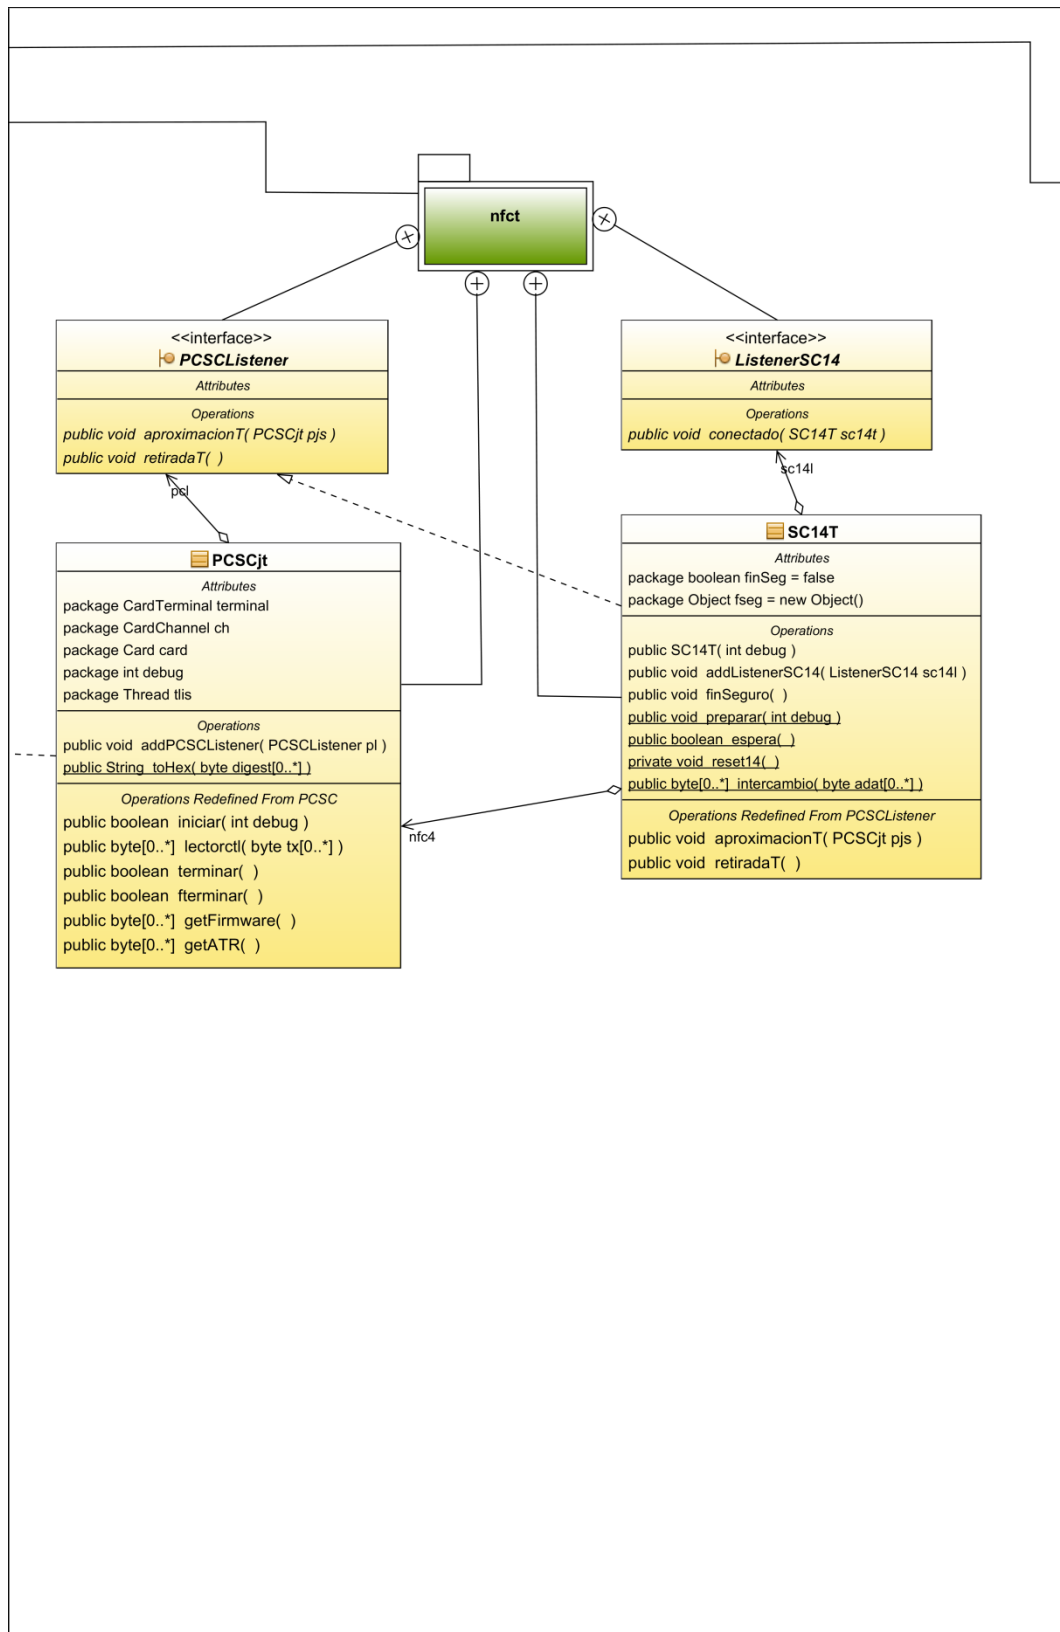 nfct
<<interface>>
PCSCListener
Attributes
Operations
public void aproximacionT( PCSCjt pjs )
public void retiradaT( )
<<interface>>
ListenerSC14
Attributes
Operations
public void conectado( SC14T sc14t )
pcl
sc14l
PCSCjt
Attributes
package CardTerminal terminal
package CardChannel ch
package Card card
package int debug
package Thread tlis
Operations
public void addPCSCListener( PCSCListener pl )
public String toHex( byte digest[0..*] )
Operations Redefined From PCSC
public boolean iniciar( int debug )
public byte[0..*] lectorctl( byte tx[0..*] )
public boolean terminar( )
public boolean fterminar( )
public byte[0..*] getFirmware( )
public byte[0..*] getATR( )
nfc4
SC14T
Attributes
package boolean finSeg = false
package Object fseg = new Object()
Operations
public SC14T( int debug )
public void addListenerSC14( ListenerSC14 sc14l )
public void finSeguro( )
public void preparar( int debug )
public boolean espera( )
private void reset14( )
public byte[0..*] intercambio( byte adat[0..*] )
Operations Redefined From PCSCListener
public void aproximacionT( PCSCjt pjs )
public void retiradaT( )